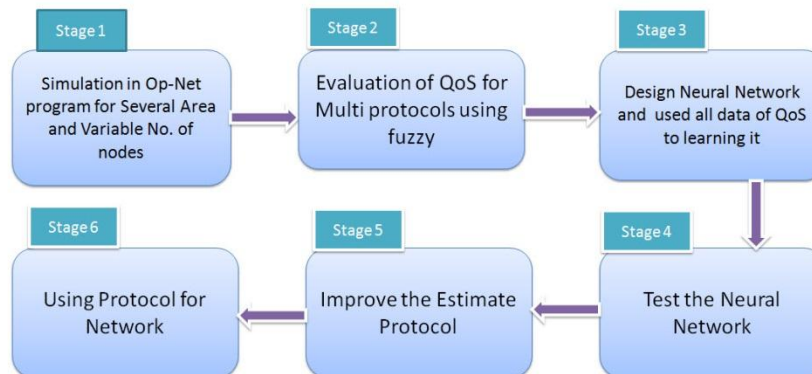 Stage 1
Simulation in Op-Net
program for Several Area
and Variable No. of
nodes
Stage 2
Evaluation of QoS for
Multi protocols using
fuzzy
Stage 3
Design Neural Network
and used all data of QoS
to learning it
Stage 4
Test the Neural
Network
Stage 5
Improve the Estimate
Protocol
Stage 6
Using Protocol for
Network